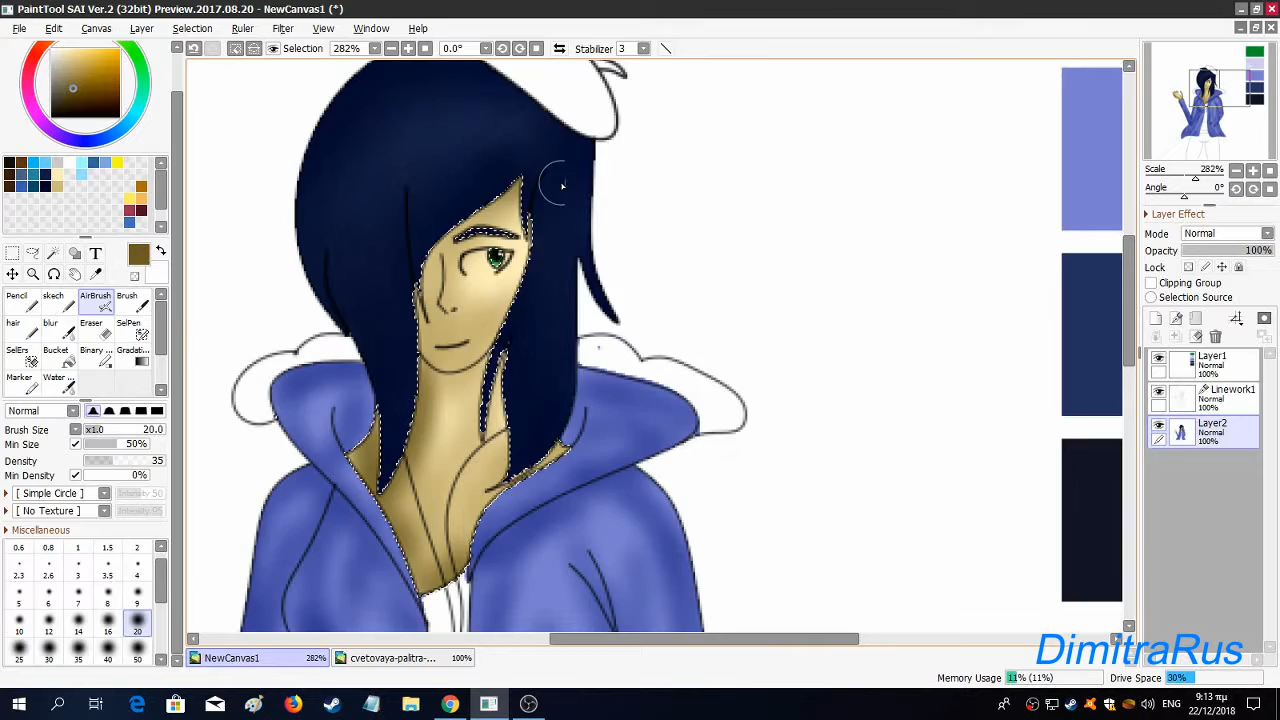 PaintTool SAI Ver.2 (32bit) Preview.2017.08.20 - NewCanvas1 (*)
File Edit Canvas Layer Selection Ruler Filter View Window Help
Selection 282% 0.0° Stabilizer 3
Scale 282%
Angle 0°
Layer Effect
Mode Normal
Opacity 100%
Lock
Clipping Group
Selection Source
Layer1
Normal
100%
Linework1
Normal
100%
Layer2
Normal
100%
T
Pencil skech AirBrush Brush
hair blur Eraser SelPen
SelErs Bucket Binary ... Gradati...
Marker Water ...
Normal
Brush Size x1.0 20.0
Min Size 50%
Density 35
Min Density 0%
[ Simple Circle ] Intensity 50
[ No Texture ] Intensity 95
Miscellaneous
0.6 0.8 1 1.5 2
2.3 2.6 3 3.5 4
5 6 7 8 9
10 12 14 16 20
25 30 35 40 50
NewCanvas1 282% cvetovaya-palitra-... 100%
DimitraRus
Memory Usage 11% (11%) Drive Space 30%
ΕΝΓ
9:13 πμ
22/12/2018